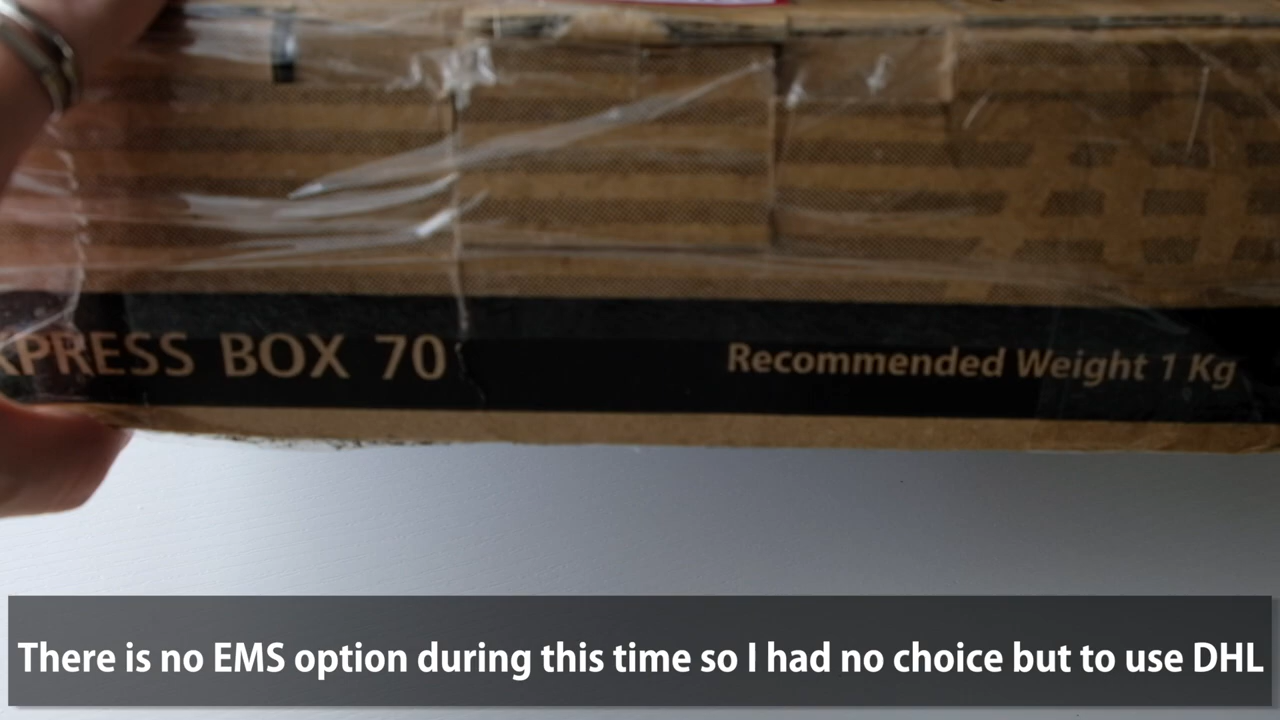 XPRESS BOX 70
Recommended Weight 1 Kg
There is no EMS option during this time so I had no choice but to use DHL